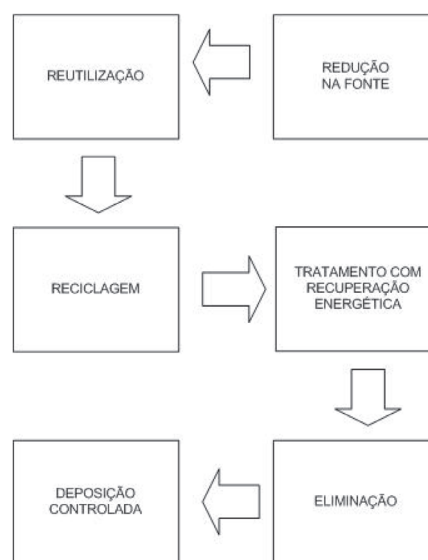 REUTILIZAÇÃO
REDUÇÃO
NA FONTE
RECICLAGEM
TRATAMENTO COM
RECUPERAÇÃO
ENERGÉTICA
DEPOSIÇÃO
CONTROLADA
ELIMINAÇÃO